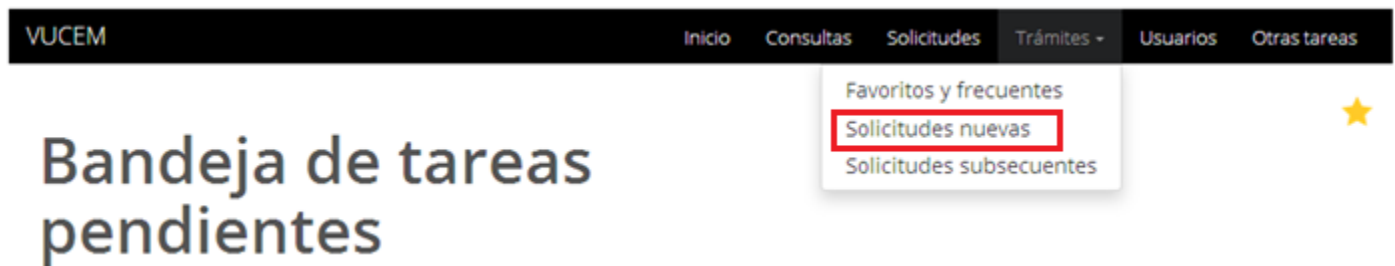 VUCEM Inicio Consultas Solicitudes Trámites Usuarios Otras tareas
Favoritos y frecuentes
Solicitudes nuevas
Solicitudes subsecuentes
Bandeja de tareas
pendientes